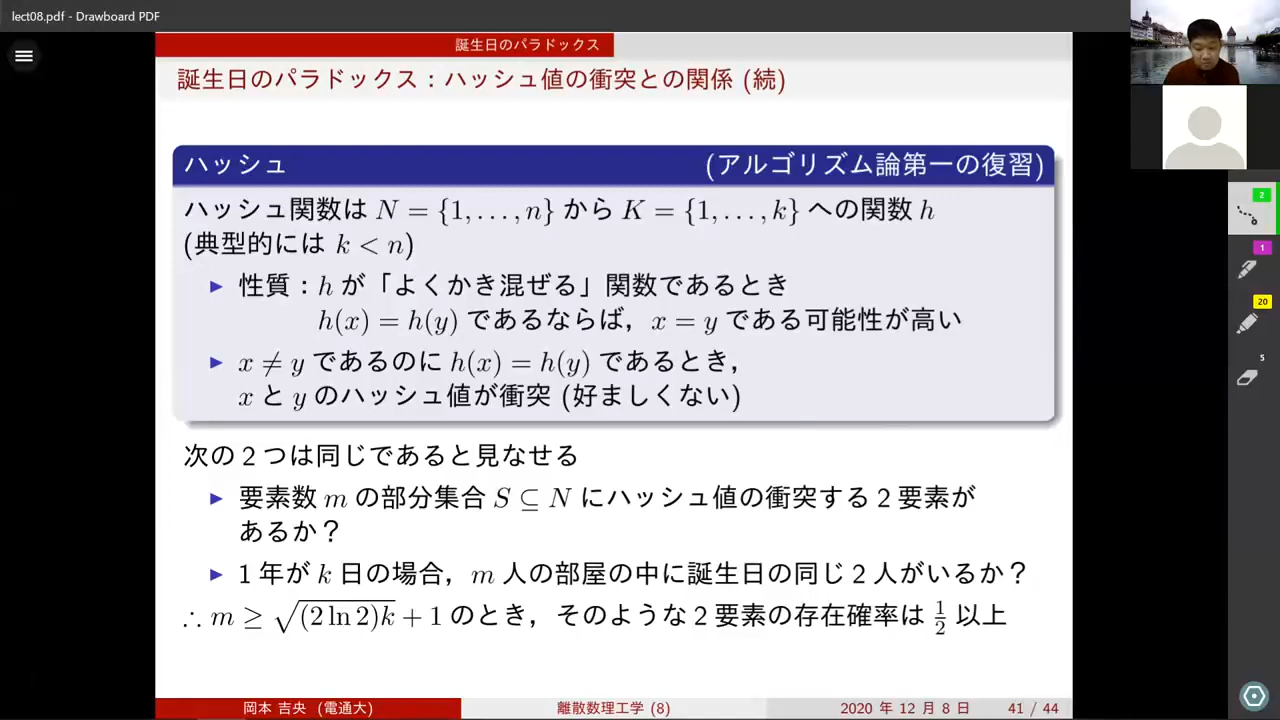 lect08.pdf - Drawboard PDF
誕生日のパラドックス
誕生日のパラドックス：ハッシュ値の衝突との関係 (続)
ハッシュ (アルゴリズム論第一の復習)
ハッシュ関数は N = {1, . . . , n} から K = {1, . . . , k} への関数 h
(典型的には k < n)
▶ 性質：h が「よくかき混ぜる」関数であるとき
h(x) = h(y) であるならば，x = y である可能性が高い
▶ x ≠ y であるのに h(x) = h(y) であるとき，
x と y のハッシュ値が衝突 (好ましくない)
次の 2 つは同じであると見なせる
▶ 要素数 m の部分集合 S ⊆ N にハッシュ値の衝突する 2 要素が
あるか？
▶ 1 年が k 日の場合，m 人の部屋の中に誕生日の同じ 2 人がいるか？
∴ m ≥ √(2 ln 2)k + 1 のとき，そのような 2 要素の存在確率は 1/2 以上
岡本 吉央 (電通大) 離散数理工学 (8) 2020 年 12 月 8 日 41 / 44
2
1
20
5